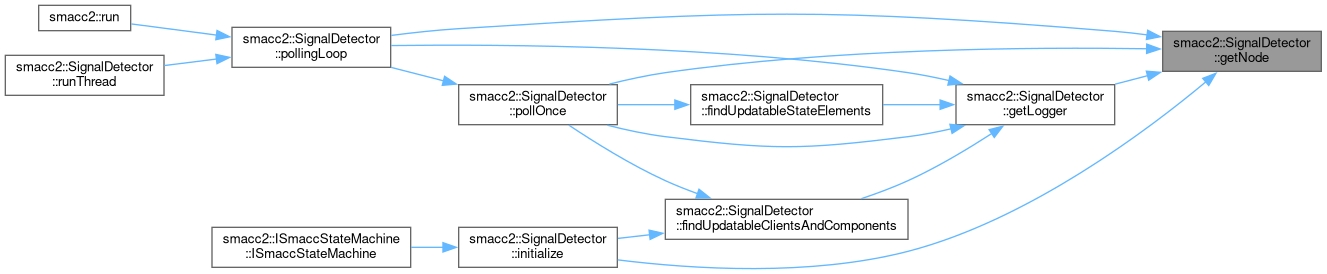 smacc2::run
smacc2::SignalDetector
::runThread
smacc2::SignalDetector
::pollingLoop
smacc2::SignalDetector
::pollOnce
smacc2::SignalDetector
::findUpdatableStateElements
smacc2::SignalDetector
::getLogger
smacc2::SignalDetector
::getNode
smacc2::SignalDetector
::findUpdatableClientsAndComponents
smacc2::ISmaccStateMachine
::ISmaccStateMachine
smacc2::SignalDetector
::initialize